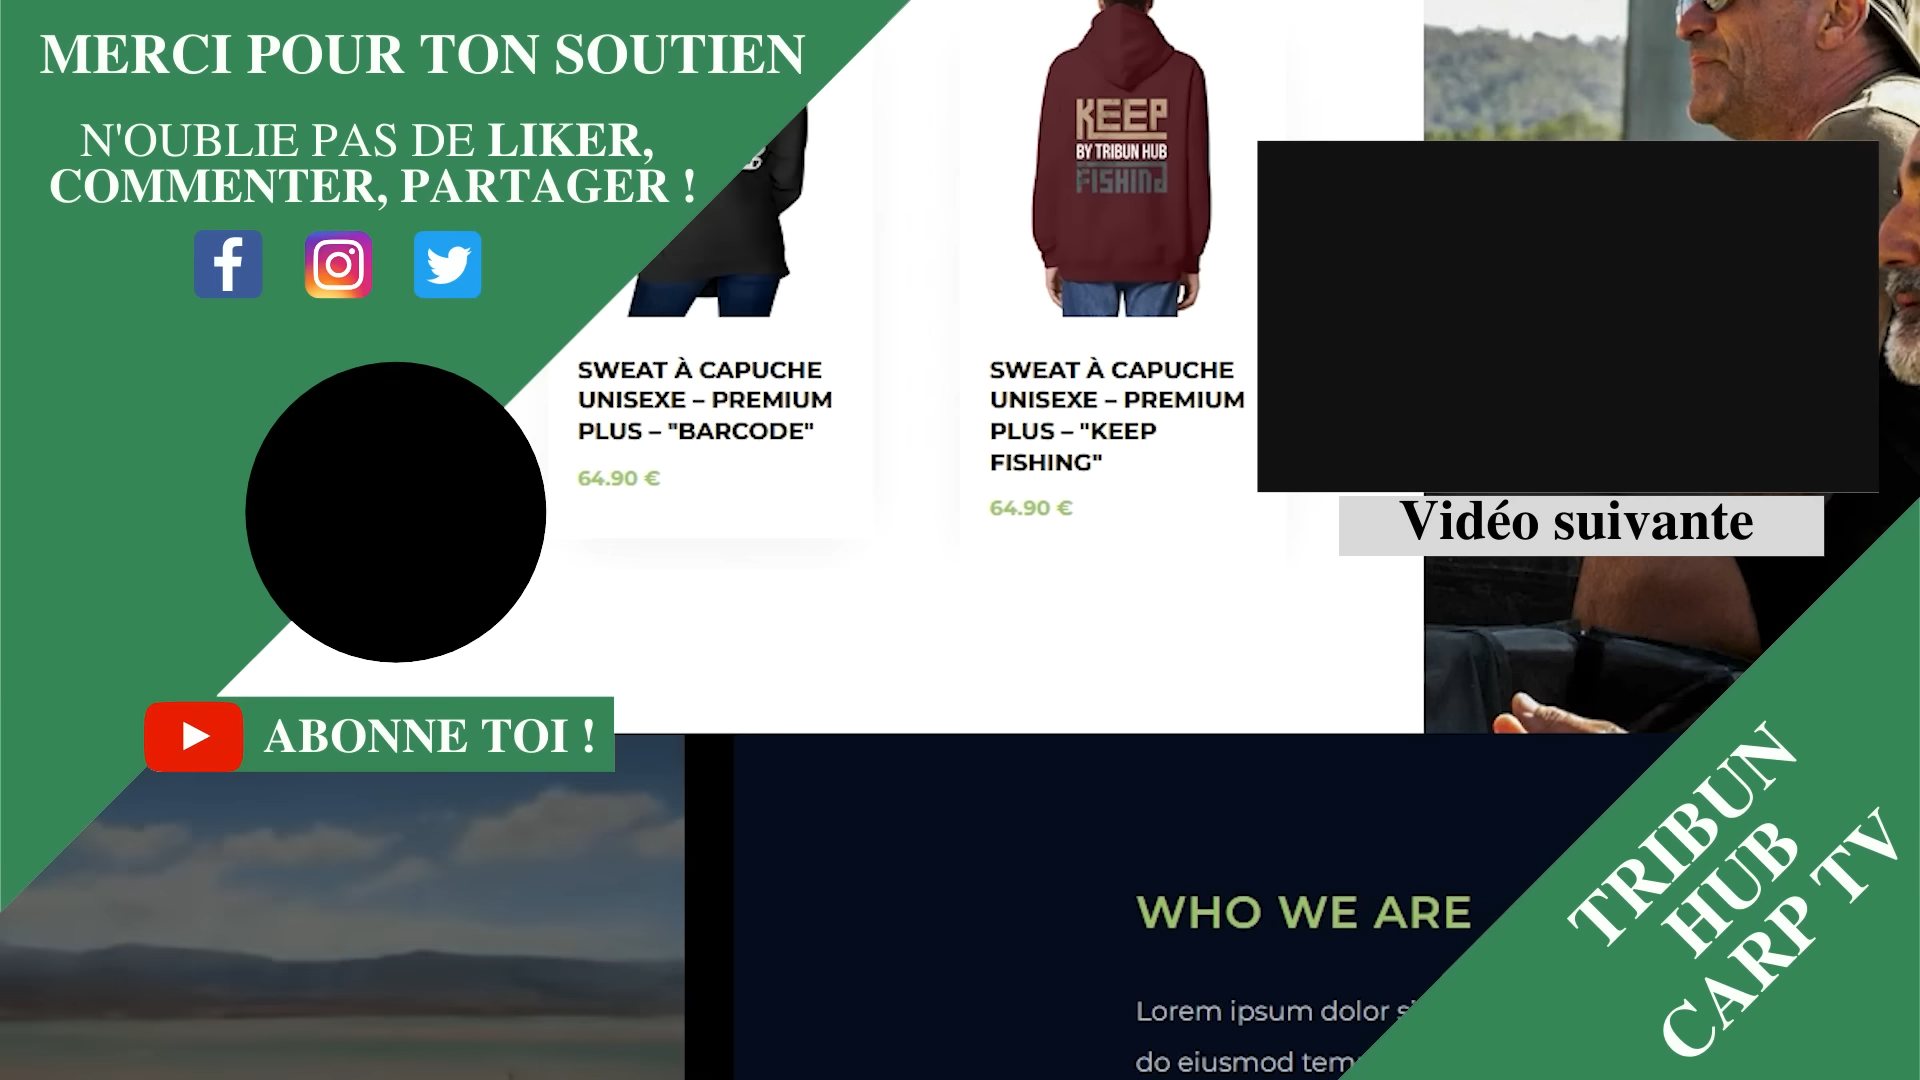 MERCI POUR TON SOUTIEN
N'OUBLIE PAS DE LIKER,
COMMENTER, PARTAGER !
KEEP
BY TRIBUN HUB
FISHING
SWEAT À CAPUCHE
UNISEXE – PREMIUM
PLUS – "BARCODE"
64.90 €
SWEAT À CAPUCHE
UNISEXE – PREMIUM
PLUS – "KEEP
FISHING"
64.90 €
Vidéo suivante
ABONNE TOI !
WHO WE ARE
Lorem ipsum dolor
do eiusmod
TRIBUN
HUB
CARP TV